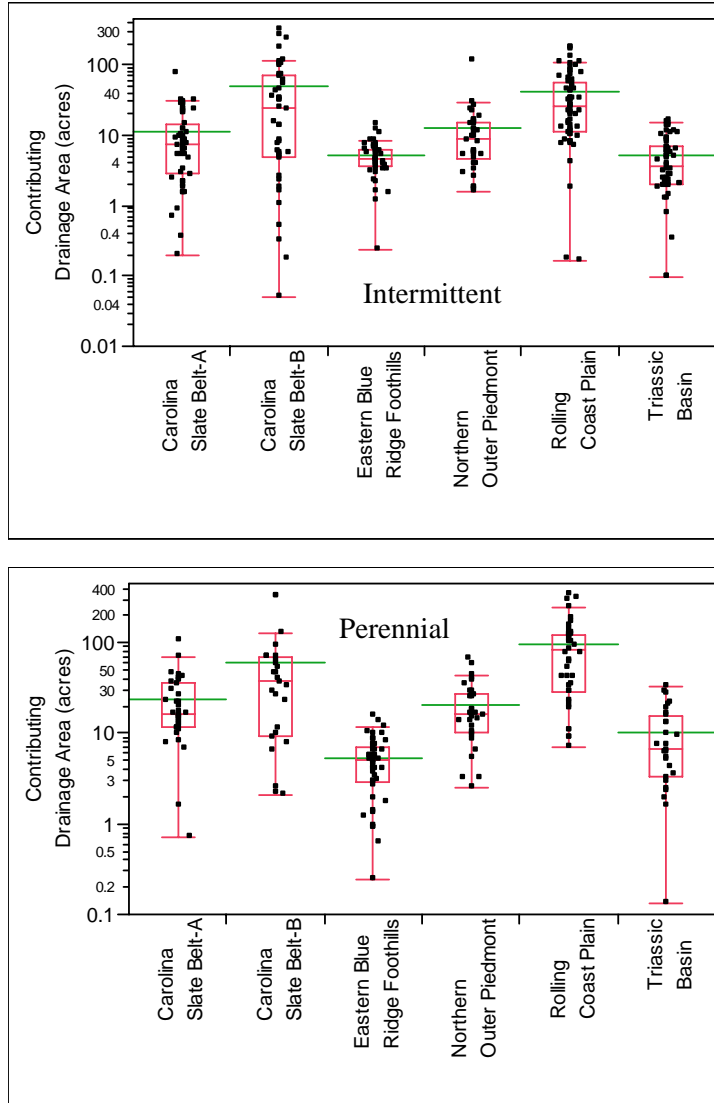 Contributing
Drainage Area (acres)
300
100
40
10
4
1
0.4
0.1
0.04
0.01
Intermittent
Carolina
Slate Belt-A
Carolina
Slate Belt-B
Eastern Blue
Ridge Foothills
Northern
Outer Piedmont
Rolling
Coast Plain
Triassic
Basin
Contributing
Drainage Area (acres)
400
200
100
50
30
10
5
3
1
0.5
0.2
0.1
Perennial
Carolina
Slate Belt-A
Carolina
Slate Belt-B
Eastern Blue
Ridge Foothills
Northern
Outer Piedmont
Rolling
Coast Plain
Triassic
Basin